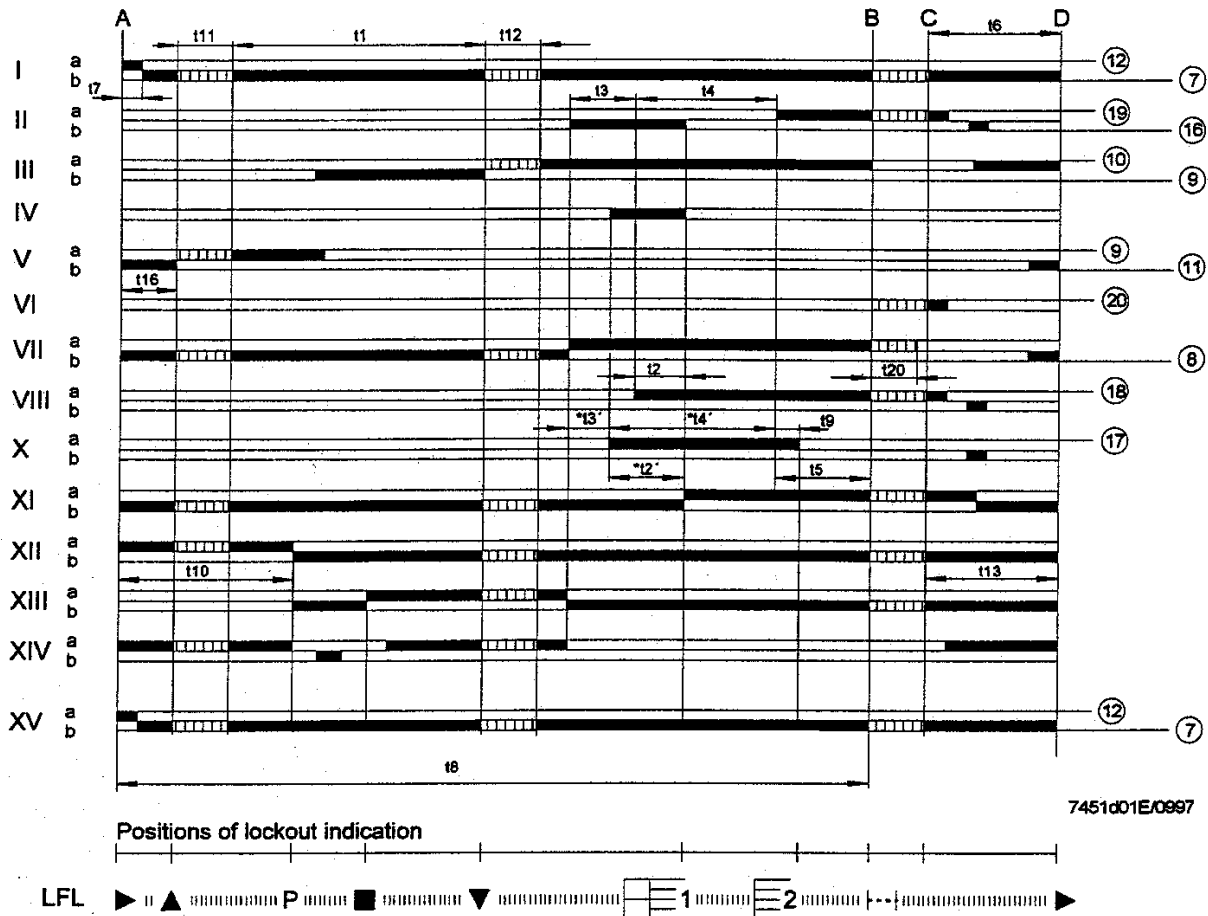 A B C D
t11 t1 t12 t6
I a 12
b 7
t7 t3 t4
II a 19
b 16
III a 10
b 9
IV
V a 9
b 11
t16
VI 20
VII a
b 8
t2 t20
VIII a 18
b
*t3´ *t4´ t9
X a 17
b
*t2´ t5
XI a
b
XII a
b
t10 t13
XIII a
b
XIV a
b
XV a 12
b 7
t8
7451d01E/0997
Positions of lockout indication
LFL P 1 2